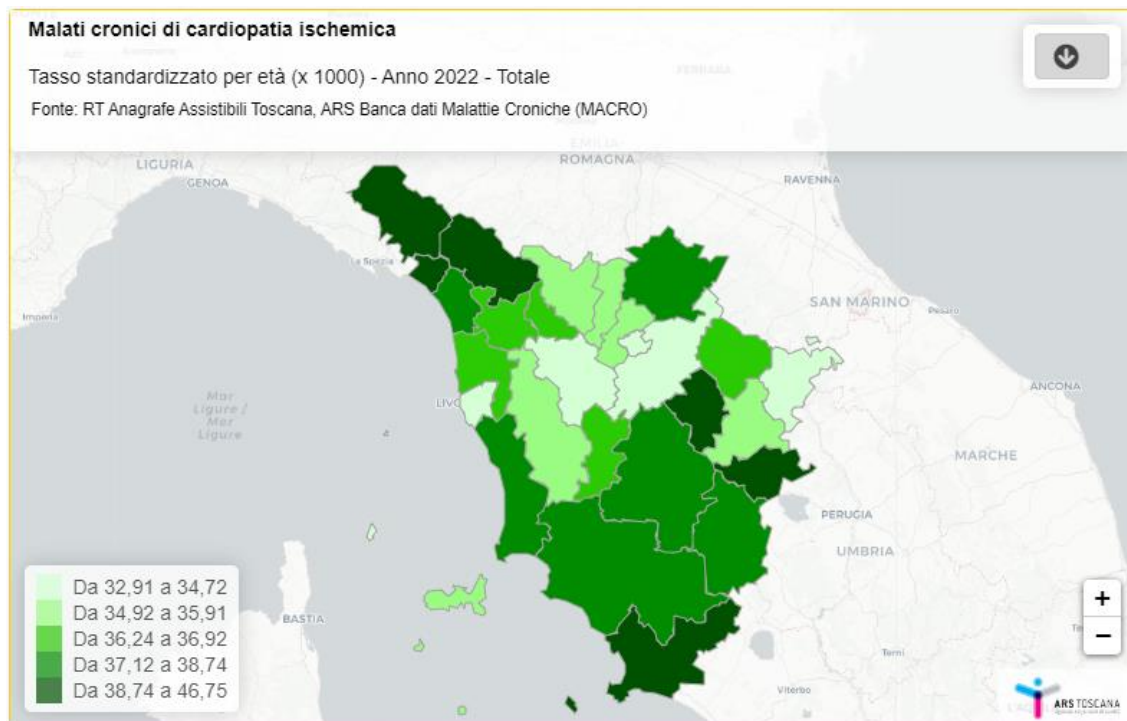 Malati cronici di cardiopatia ischemica
Tasso standardizzato per età (x 1000) - Anno 2022 - Totale
Fonte: RT Anagrafe Assistibili Toscana, ARS Banca dati Malattie Croniche (MACRO)
FERRARA
EMILIA
ROMAGNA
LIGURIA
GENOA
RAVENNA
La Spezia
SAN MARINO
Pesaro
Imperia
ANCONA
Mar
Ligure /
Mar
Ligure
LIVO
MARCHE
PERUGIA
UMBRIA
BASTIA
Terni
Viterbo
Da 32,91 a 34,72
Da 34,92 a 35,91
Da 36,24 a 36,92
Da 37,12 a 38,74
Da 38,74 a 46,75
+
−
ARS TOSCANA